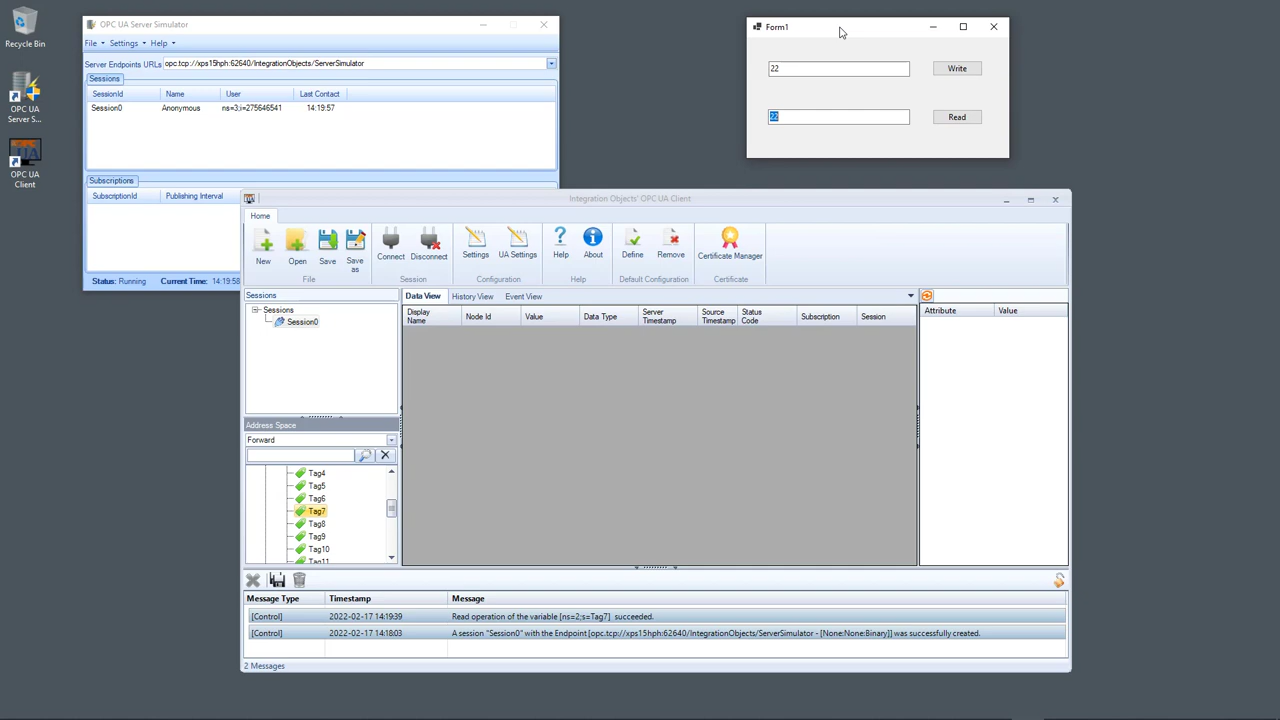 Recycle Bin
OPC UA
Server S...
OPC UA
Client
OPC UA Server Simulator
File Settings Help
Server Endpoints URLs opc.tcp://xps15hph:62640/IntegrationObjects/ServerSimulator
Sessions
SessionId Name User Last Contact
Session0 Anonymous ns=3;i=275646541 14:19:57
Subscriptions
SubscriptionId Publishing Interval
Status: Running Current Time: 14:19:58
Form1
22 Write
22 Read
Integration Objects' OPC UA Client
Home
New Open Save Save as Connect Disconnect Settings UA Settings Help About Define Remove Certificate Manager
File Session Configuration Help Default Configuration Certificate
Sessions
Sessions
Session0
Address Space
Forward
Tag4
Tag5
Tag6
Tag7
Tag8
Tag9
Tag10
Tag11
Data View History View Event View
Display Name Node Id Value Data Type Server Timestamp Source Timestamp Status Code Subscription Session
Attribute Value
Message Type Timestamp Message
[Control] 2022-02-17 14:19:39 Read operation of the variable [ns=2;s=Tag7] succeeded.
[Control] 2022-02-17 14:18:03 A session "Session0" with the Endpoint [opc.tcp://xps15hph:62640/IntegrationObjects/ServerSimulator - [None:None:Binary]] was successfully created.
2 Messages